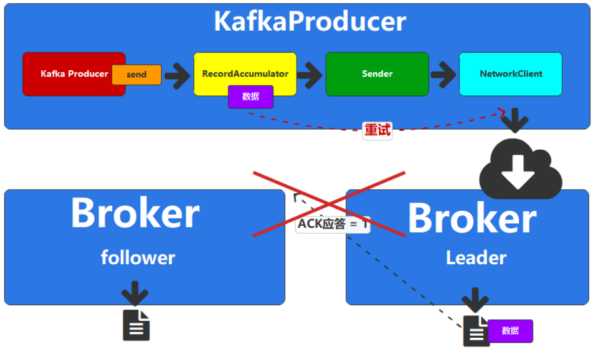 KafkaProducer
Kafka Producer
send
RecordAccumulator
Sender
NetworkClient
数据
重试
Broker
follower
Broker
Leader
ACK应答 = 1
数据